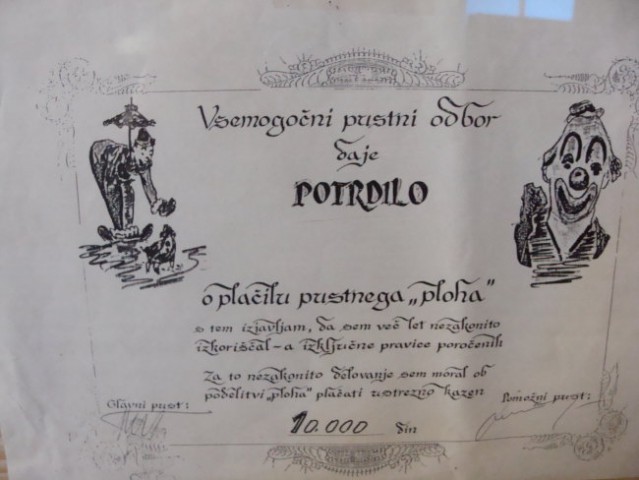 Vsemogočni pustni odbor
daje
POTRDILO
o plačilu pustnega „ploha”
s tem izjavljam, da sem več let nezakonito
izkoriščal-a izključne pravice poročenih
Za to nezakonito delovanje sem moral ob
podelitvi „ploha” plačati ustrezno kazen
Glavni pust:
Pomožni pust:
10.000 din